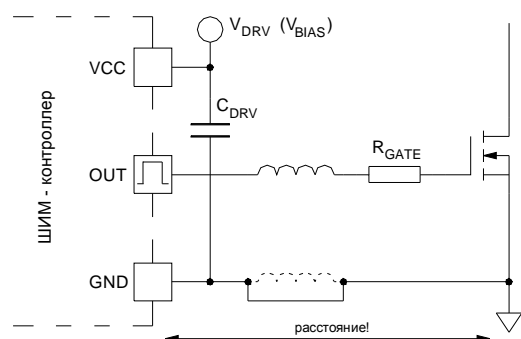 V_DRV (V_BIAS)
VCC
C_DRV
R_GATE
OUT
ШИМ - контроллер
GND
расстояние!